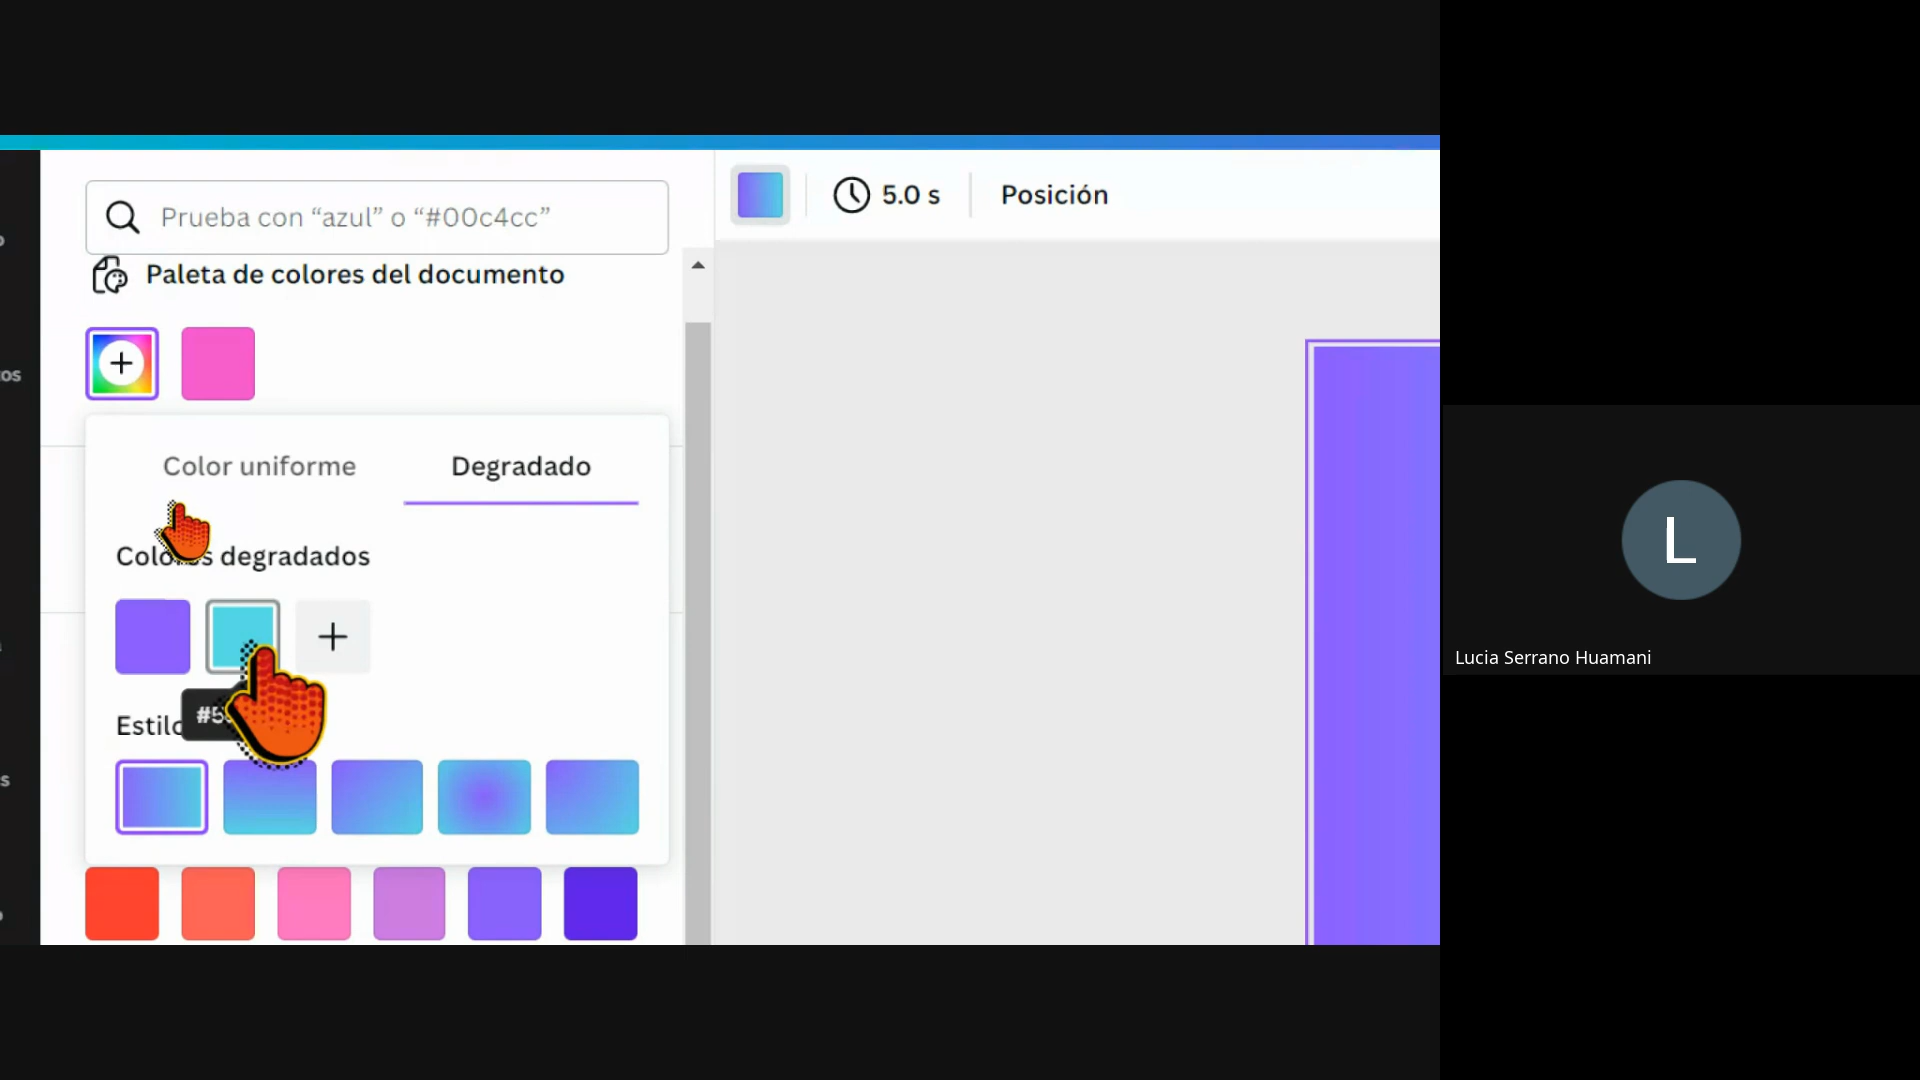 Prueba con “azul” o “#00c4cc”
5.0 s
Posición
Paleta de colores del documento
Color uniforme
Degradado
Colores degradados
L
Lucia Serrano Huamani